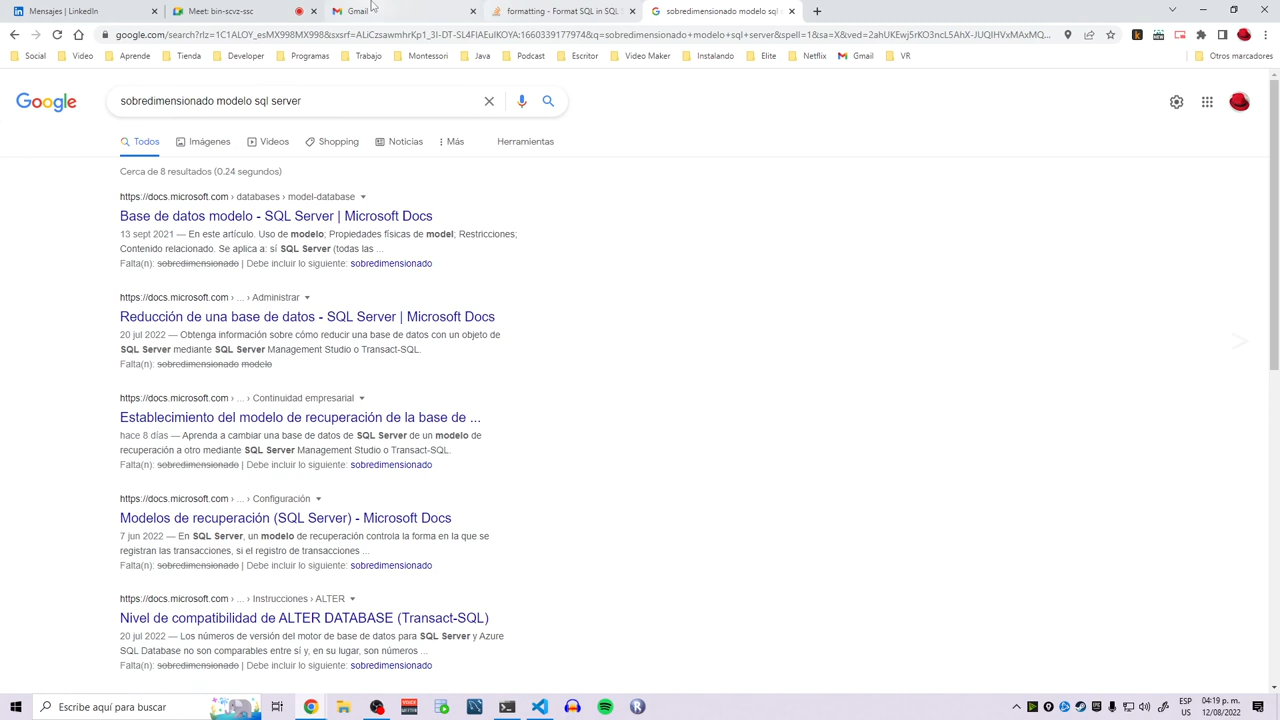 LinkedIn
Meet: cvz-ssc
Gmail
formatting - Format SQL in SQL S
sobredimensionado modelo sql se
google.com/search?rlz=1C1ALOY_esMX998MX998&sxsrf=ALiCzsawmhrKp1_3I-DT-SL4FIAEuIKOYA:1660339177974&q=sobredimensionado+modelo+sql+server&spell=1&sa=X&ved=2ahUKEwj5rKO3ncL5AhX-JUQIHVxMAxMQ...
Social
Video
Aprende
Tienda
Developer
Programas
Trabajo
Montessori
Java
Podcast
Escritor
Video Maker
Instalando
Elite
Netflix
Gmail
VR
Otros marcadores
Google
sobredimensionado modelo sql server
Todos
Imágenes
Videos
Shopping
Noticias
Más
Herramientas
Cerca de 8 resultados (0.24 segundos)
https://docs.microsoft.com › databases › model-database
Base de datos modelo - SQL Server | Microsoft Docs
13 sept 2021 — En este artículo. Uso de modelo; Propiedades físicas de model; Restricciones;
Contenido relacionado. Se aplica a: sí SQL Server (todas las ...
Falta(n): sobredimensionado | Debe incluir lo siguiente: sobredimensionado
https://docs.microsoft.com › ... › Administrar
Reducción de una base de datos - SQL Server | Microsoft Docs
20 jul 2022 — Obtenga información sobre cómo reducir una base de datos con un objeto de
SQL Server mediante SQL Server Management Studio o Transact-SQL.
Falta(n): sobredimensionado modelo
https://docs.microsoft.com › ... › Continuidad empresarial
Establecimiento del modelo de recuperación de la base de ...
hace 8 días — Aprenda a cambiar una base de datos de SQL Server de un modelo de
recuperación a otro mediante SQL Server Management Studio o Transact-SQL.
Falta(n): sobredimensionado | Debe incluir lo siguiente: sobredimensionado
https://docs.microsoft.com › ... › Configuración
Modelos de recuperación (SQL Server) - Microsoft Docs
7 jun 2022 — En SQL Server, un modelo de recuperación controla la forma en la que se
registran las transacciones, si el registro de transacciones ...
Falta(n): sobredimensionado | Debe incluir lo siguiente: sobredimensionado
https://docs.microsoft.com › ... › Instrucciones › ALTER
Nivel de compatibilidad de ALTER DATABASE (Transact-SQL)
20 jul 2022 — Los números de versión del motor de base de datos para SQL Server y Azure
SQL Database no son comparables entre sí y, en su lugar, son números ...
Falta(n): sobredimensionado | Debe incluir lo siguiente: sobredimensionado
Escribe aquí para buscar
ESP
US
04:19 p. m.
12/08/2022